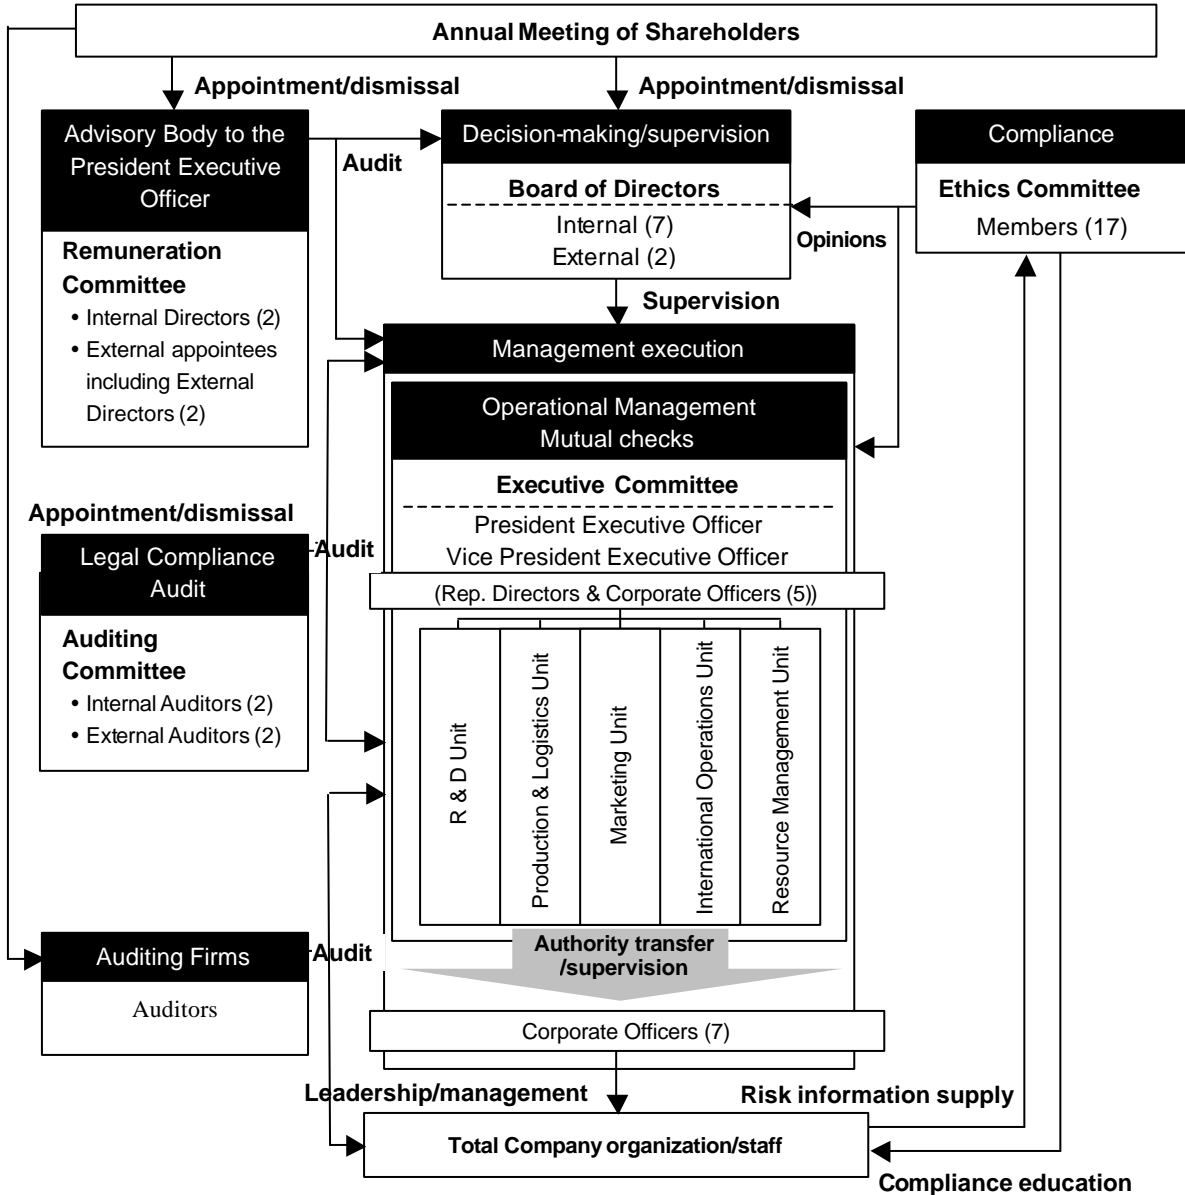 Annual Meeting of Shareholders
Appointment/dismissal
Appointment/dismissal
Advisory Body to the
President Executive
Officer
Remuneration
Committee
• Internal Directors (2)
• External appointees
including External
Directors (2)
Audit
Decision-making/supervision
Board of Directors
Internal (7)
External (2)
Compliance
Ethics Committee
Members (17)
Opinions
Supervision
Management execution
Operational Management
Mutual checks
Executive Committee
President Executive Officer
Vice President Executive Officer
(Rep. Directors & Corporate Officers (5))
Appointment/dismissal
Legal Compliance
Audit
Audit
Auditing
Committee
• Internal Auditors (2)
• External Auditors (2)
R & D Unit
Production & Logistics Unit
Marketing Unit
International Operations Unit
Resource Management Unit
Authority transfer
/supervision
Auditing Firms
Audit
Auditors
Corporate Officers (7)
Leadership/management
Risk information supply
Total Company organization/staff
Compliance education